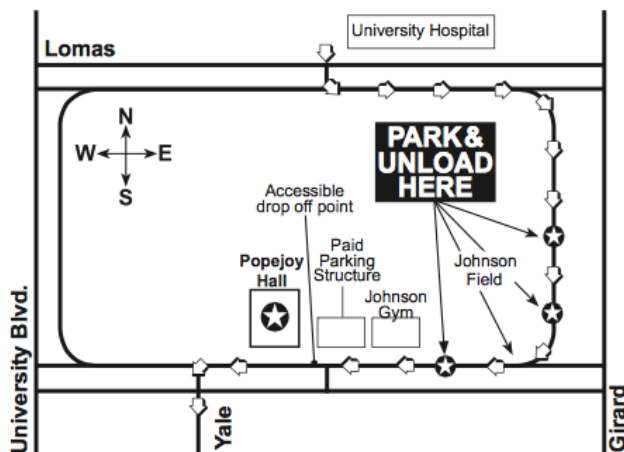 University Hospital
Lomas
N
W E
S
PARK &
UNLOAD
HERE
Accessible
drop off point
Popejoy
Hall
Paid
Parking
Structure
Johnson
Gym
Johnson
Field
University Blvd.
Yale
Girard